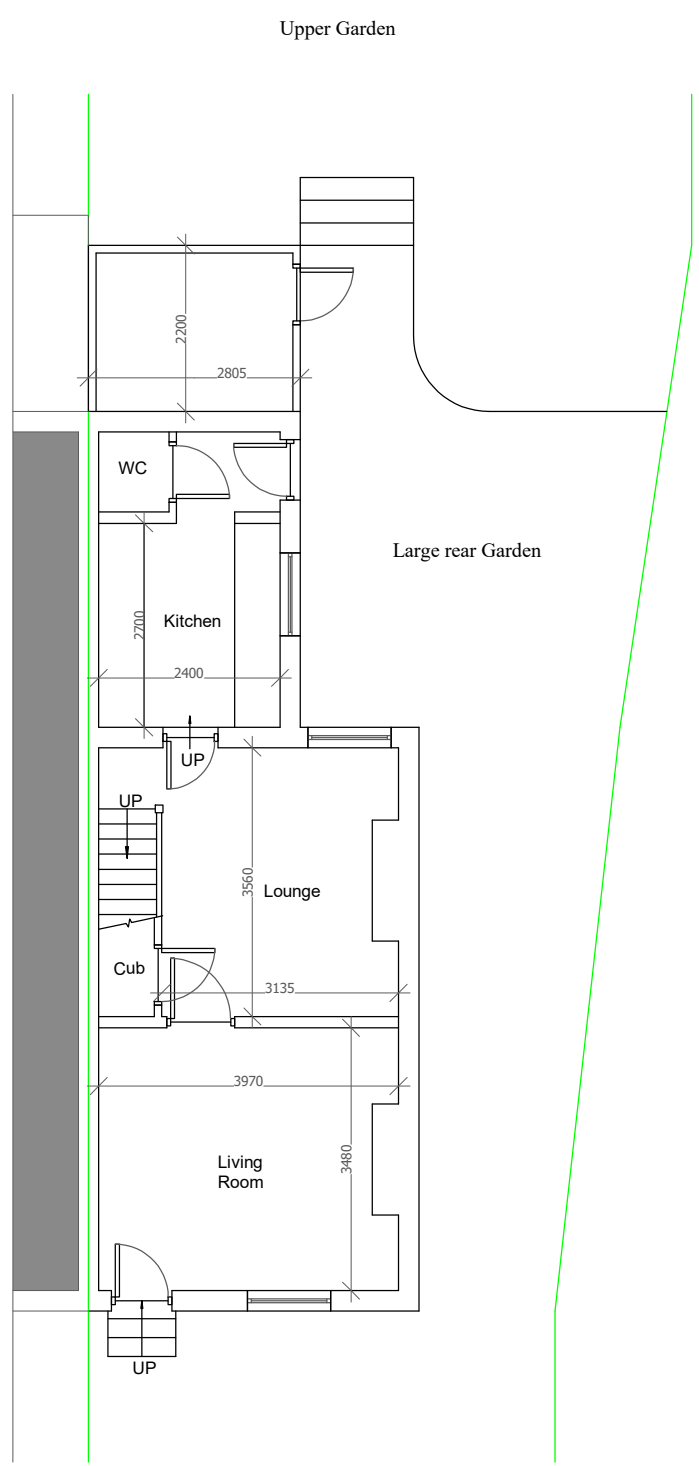 Upper Garden
2200
2805
WC
Large rear Garden
2700
Kitchen
2400
UP
UP
3560
Lounge
Cub
3135
3970
3480
Living
Room
UP